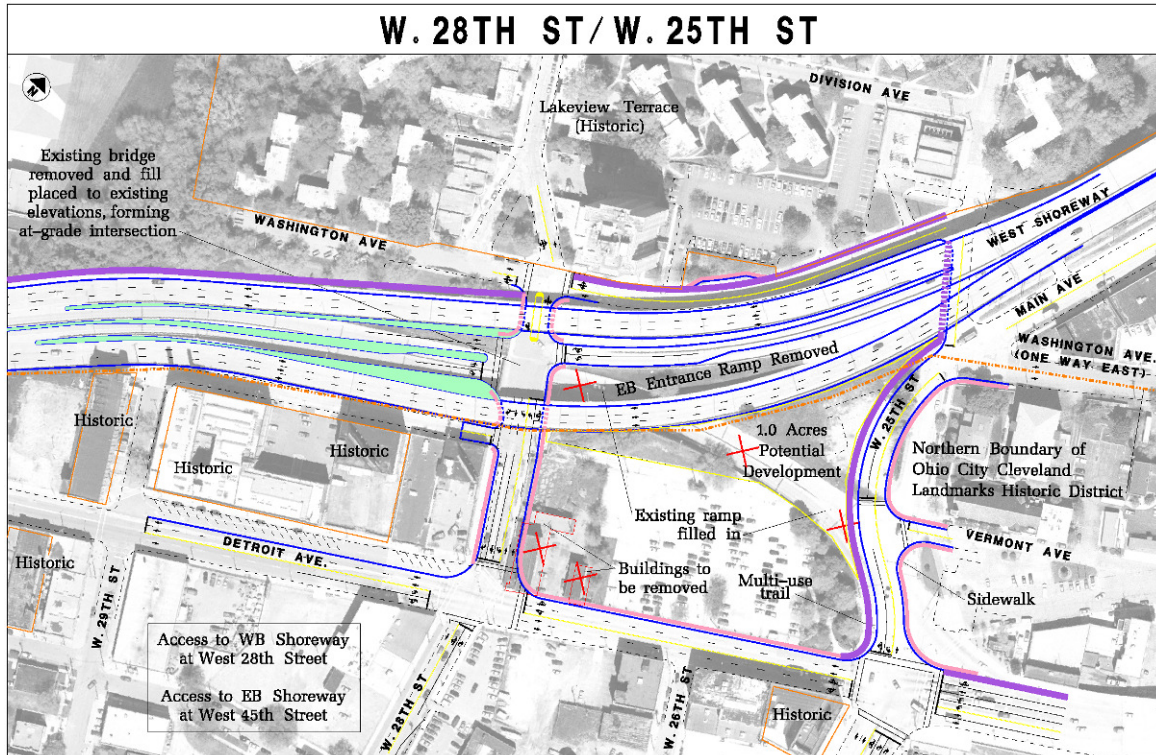 W. 28TH ST/W. 25TH ST
N
DIVISION AVE
Lakeview Terrace
(Historic)
Existing bridge
removed and fill
placed to existing
elevations, forming
at-grade intersection
WASHINGTON AVE
WEST SHOREWAY
MAIN AVE
WASHINGTON AVE.
(ONE WAY EAST)
EB Entrance Ramp Removed
W. 25TH ST
Historic
Historic
Historic
1.0 Acres
Potential
Development
Northern Boundary of
Ohio City Cleveland
Landmarks Historic District
Existing ramp
filled in
DETROIT AVE.
VERMONT AVE
Historic
Buildings to
be removed
Multi-use
trail
Sidewalk
W. 29TH ST
Access to WB Shoreway
at West 28th Street
Access to EB Shoreway
at West 45th Street
W. 28TH ST
W. 26TH ST
Historic